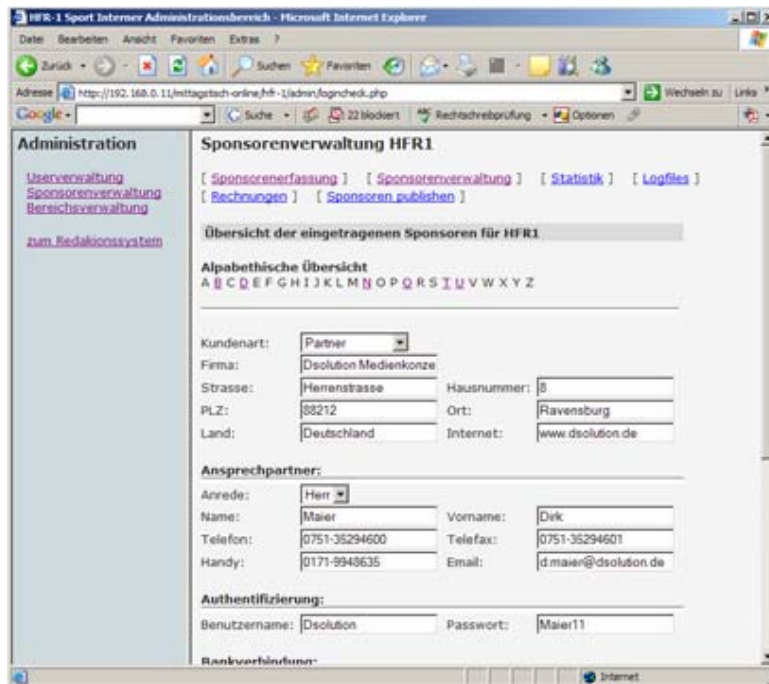 HFR-1 Sport Interner Administrationsbereich - Microsoft Internet Explorer
Datei Bearbeiten Ansicht Favoriten Extras ?
Zurück Suchen Favoriten
Adresse http://192.168.0.11/mittagstisch-online/hfr-1/admin/logincheck.php Wechseln zu Links »
Google Suche 22 blockiert Rechtschreibprüfung Optionen
Administration
Userverwaltung
Sponsorenverwaltung
Bereichsverwaltung
zum Redakionssystem
Sponsorenverwaltung HFR1
[ Sponsorenerfassung ] [ Sponsorenverwaltung ] [ Statistik ] [ Logfiles ]
[ Rechnungen ] [ Sponsoren publishen ]
Übersicht der eingetragenen Sponsoren für HFR1
Alpabethische Übersicht
A B C D E F G H I J K L M N O P Q R S T U V W X Y Z
Kundenart: Partner
Firma: Dsolution Medienkonze
Strasse: Herrenstrasse Hausnummer: 8
PLZ: 88212 Ort: Ravensburg
Land: Deutschland Internet: www.dsolution.de
Ansprechpartner:
Anrede: Herr
Name: Maier Vorname: Dirk
Telefon: 0751-35294600 Telefax: 0751-35294601
Handy: 0171-9948635 Email: d.maier@dsolution.de
Authentifizierung:
Benutzername: Dsolution Passwort: Maier11
Bankverbindung:
Internet